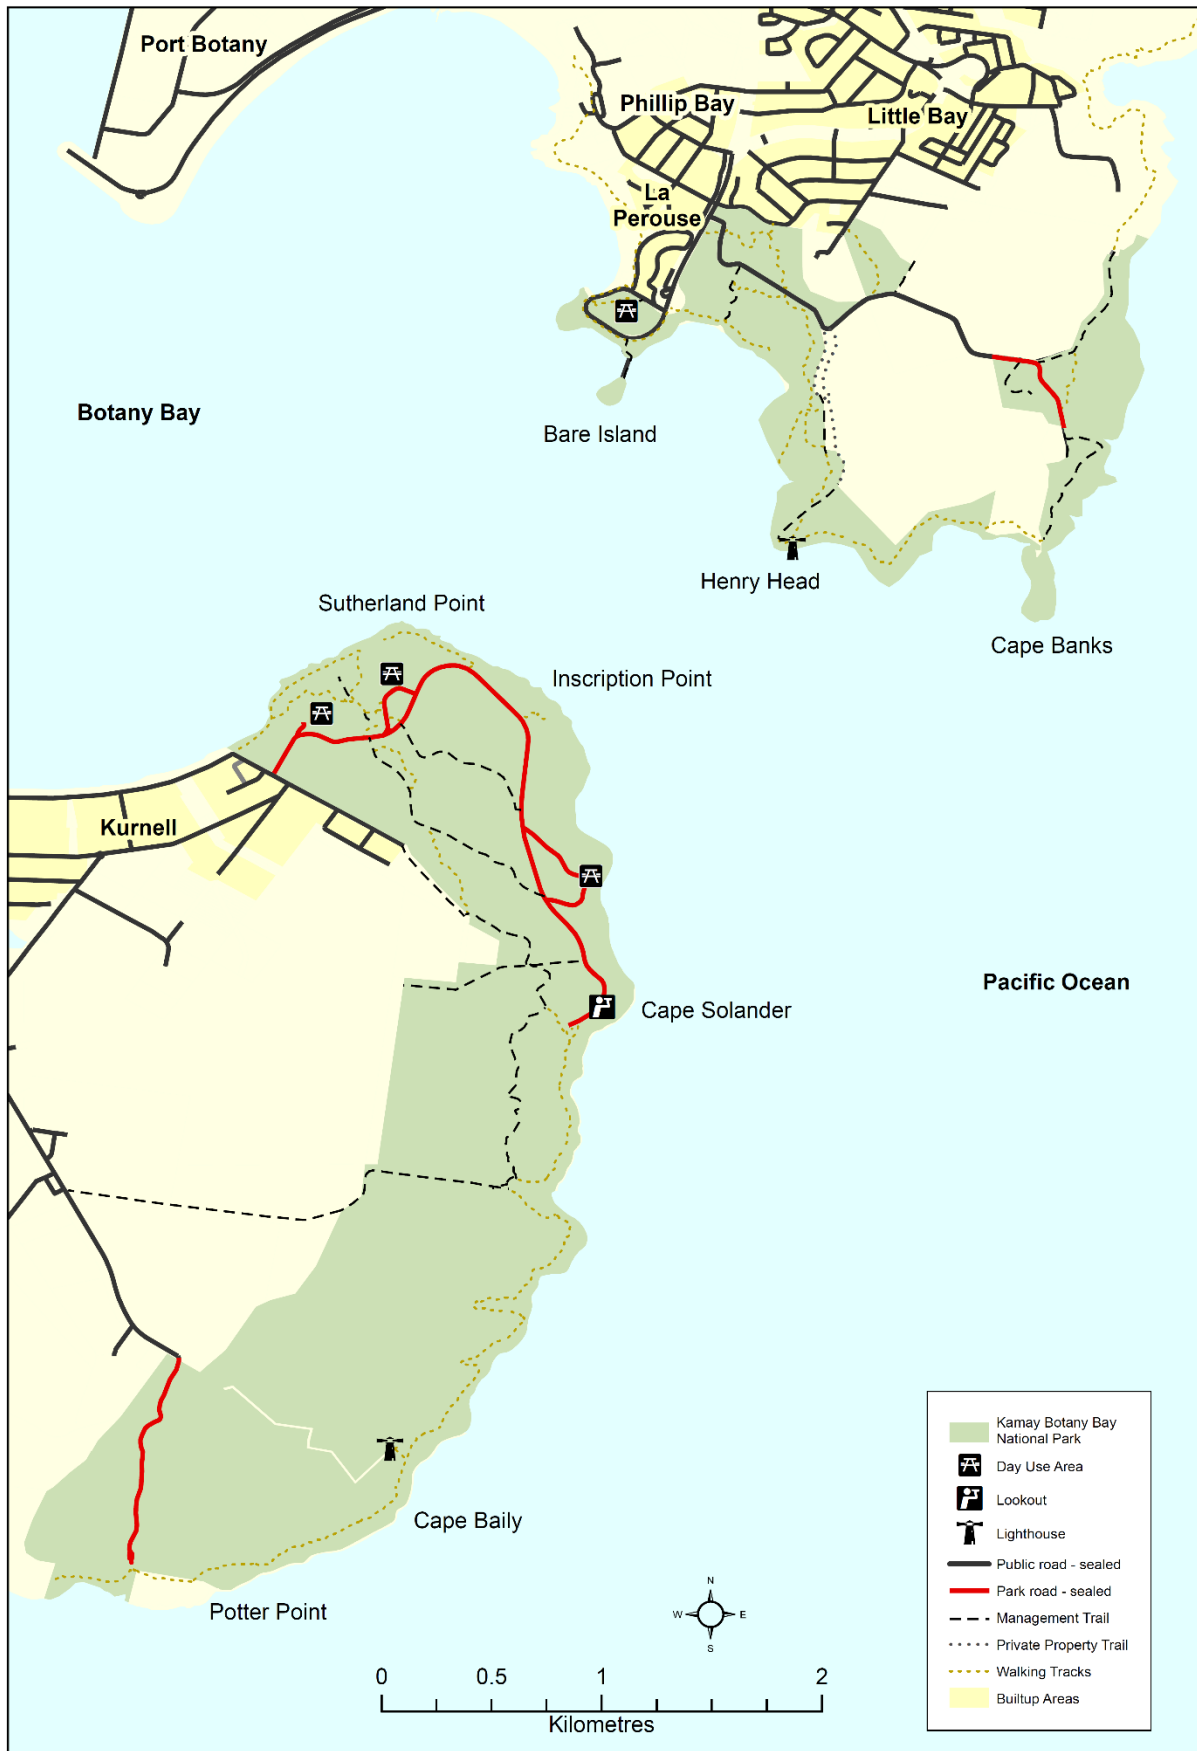 Port Botany
Phillip Bay
Little Bay
La
Perouse
Botany Bay
Bare Island
Henry Head
Cape Banks
Sutherland Point
Inscription Point
Kurnell
Pacific Ocean
Cape Solander
Cape Baily
Potter Point
Kamay Botany Bay
National Park
Day Use Area
Lookout
Lighthouse
Public road - sealed
Park road - sealed
Management Trail
Private Property Trail
Walking Tracks
Builtup Areas
N
W E
S
0 0.5 1 2
Kilometres